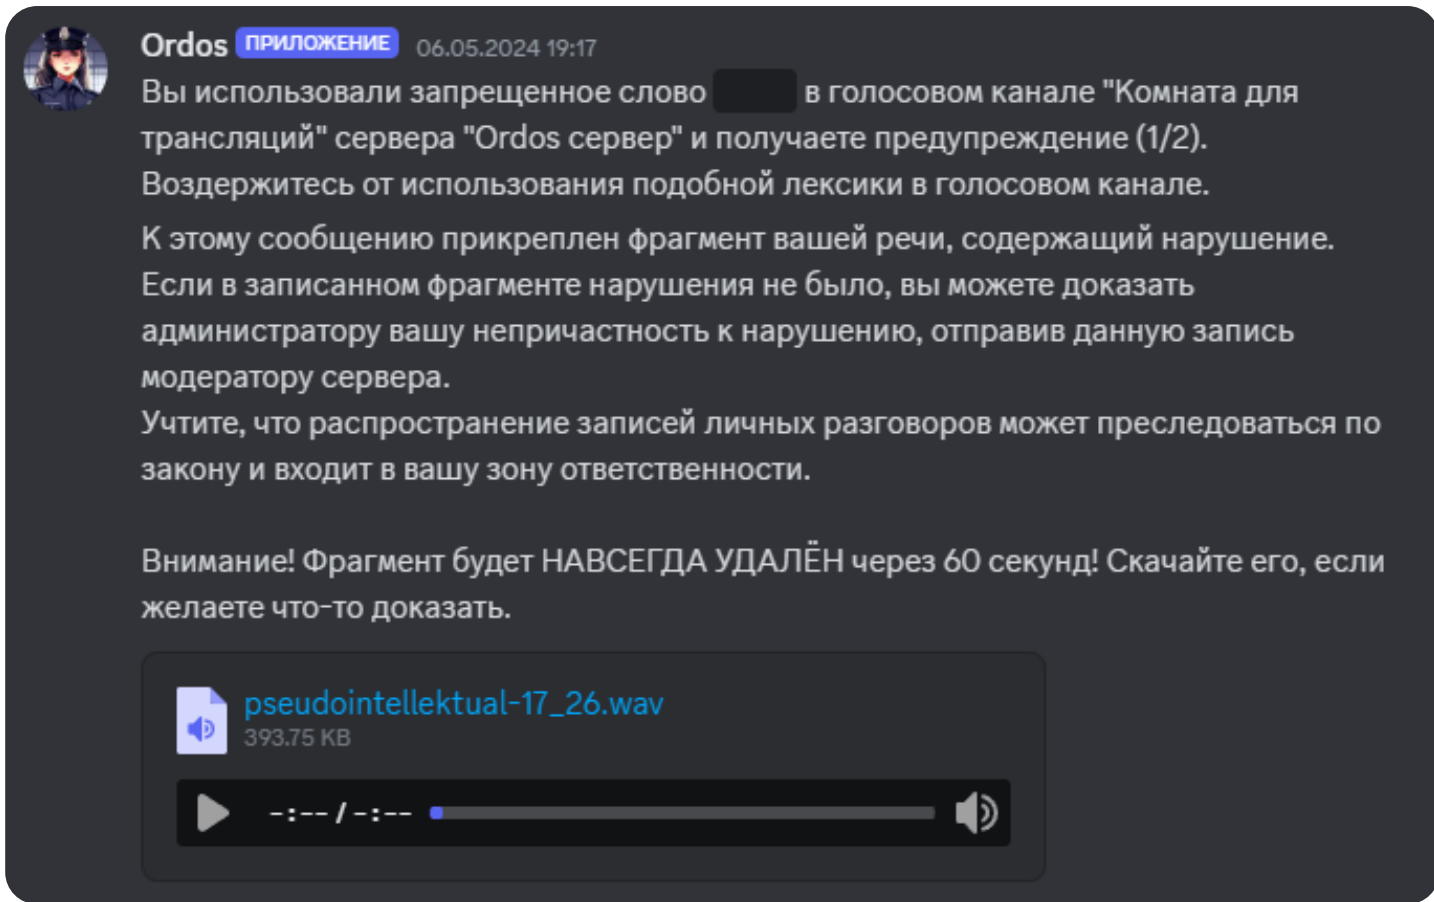 Ordos ПРИЛОЖЕНИЕ 06.05.2024 19:17
Вы использовали запрещенное слово в голосовом канале "Комната для
трансляций" сервера "Ordos сервер" и получаете предупреждение (1/2).
Воздержитесь от использования подобной лексики в голосовом канале.
К этому сообщению прикреплен фрагмент вашей речи, содержащий нарушение.
Если в записанном фрагменте нарушения не было, вы можете доказать
администратору вашу непричастность к нарушению, отправив данную запись
модератору сервера.
Учтите, что распространение записей личных разговоров может преследоваться по
закону и входит в вашу зону ответственности.
Внимание! Фрагмент будет НАВСЕГДА УДАЛЁН через 60 секунд! Скачайте его, если
желаете что-то доказать.
pseudointellektual-17_26.wav
393.75 KB
-:-- / -:--